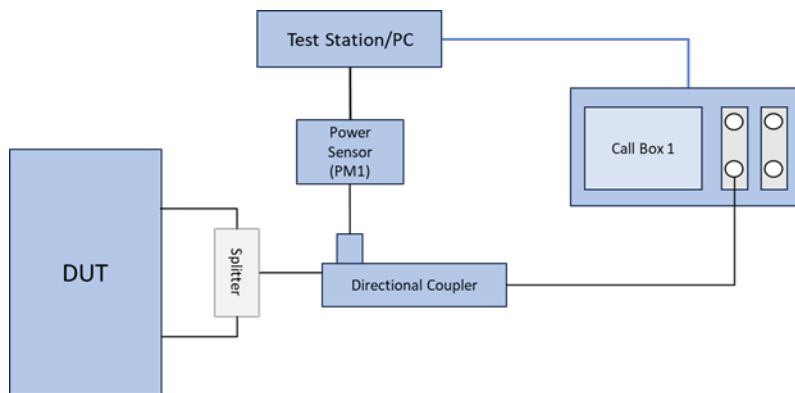 Test Station/PC
Power
Sensor
(PM1)
Call Box 1
DUT
Splitter
Directional Coupler